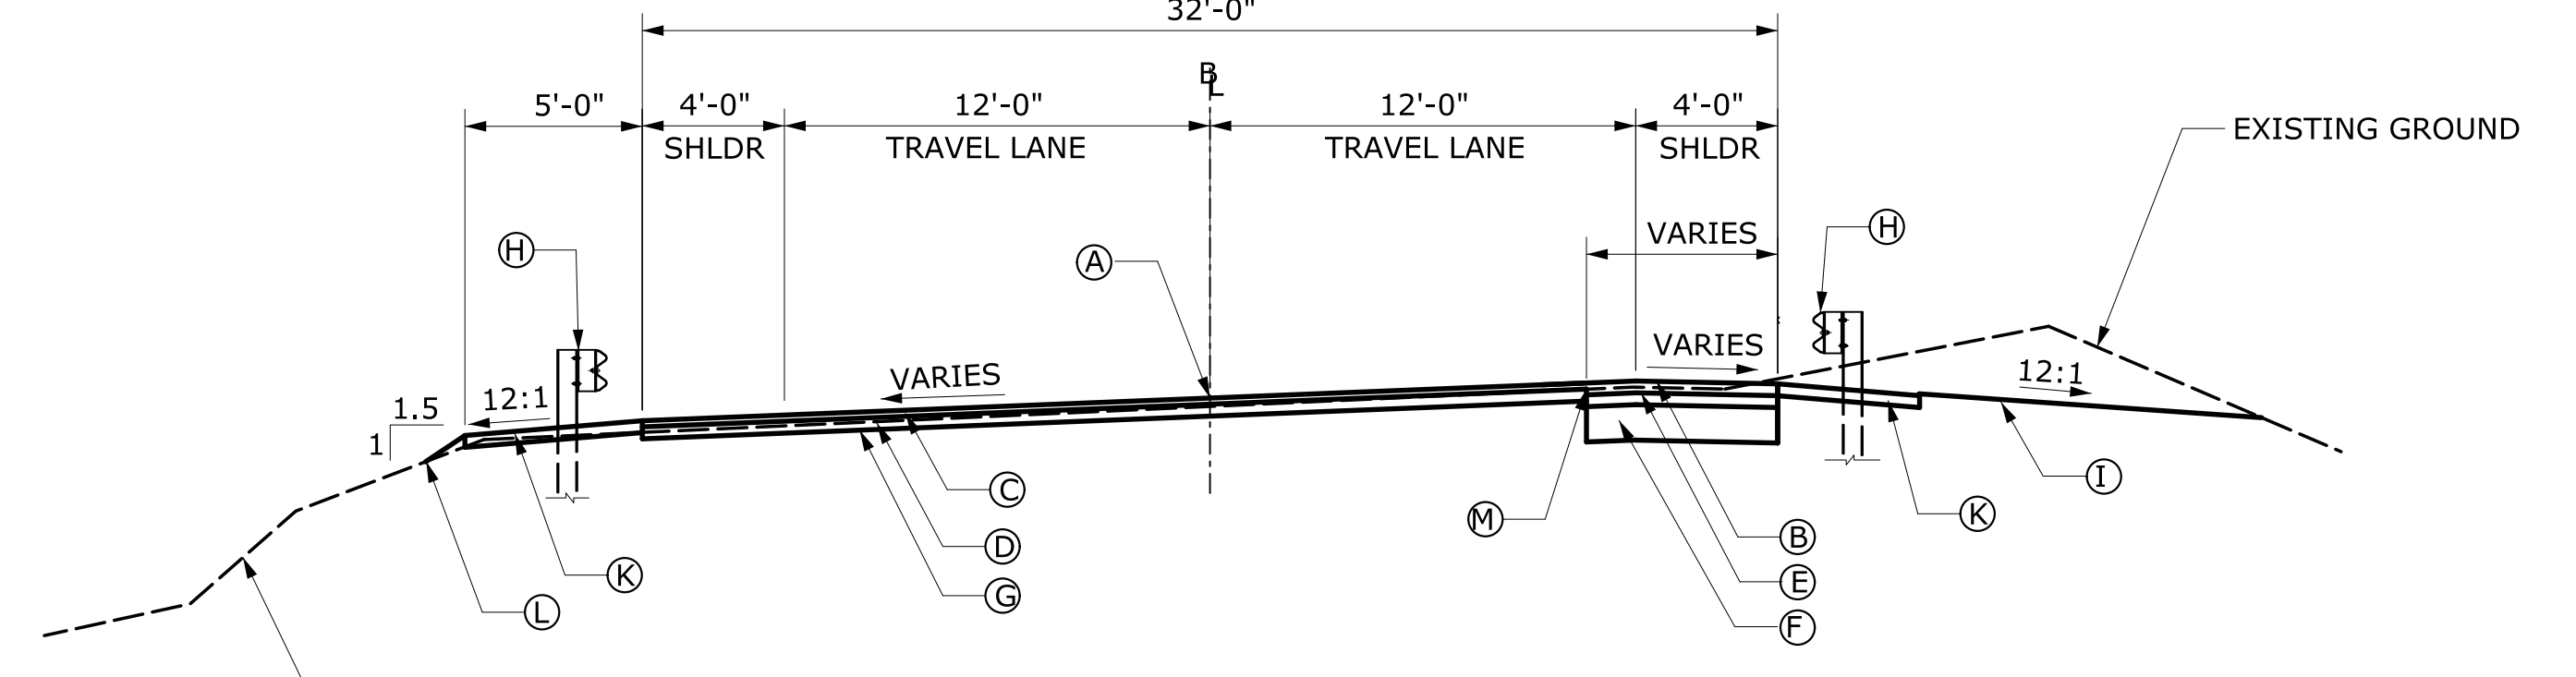 32'-0"
B
L
5'-0" 4'-0" 12'-0" 12'-0" 4'-0"
SHLDR TRAVEL LANE TRAVEL LANE SHLDR
EXISTING GROUND
H VARIES H
A
VARIES
VARIES
12:1
12:1
1.5
1
I
C
K
M
B
D
K
E
G
L
F